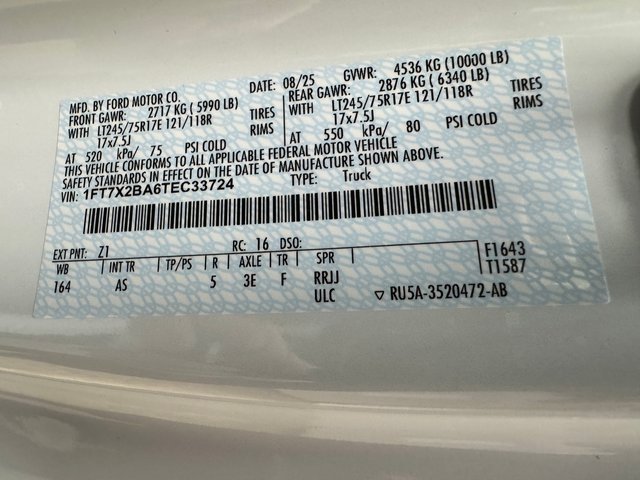 MFD. BY FORD MOTOR CO. DATE: 08/25 GVWR: 4536 KG (10000 LB)
FRONT GAWR: 2717 KG ( 5990 LB) REAR GAWR: 2876 KG ( 6340 LB)
WITH LT245/75R17E 121/118R TIRES WITH LT245/75R17E 121/118R TIRES
17x7.5J RIMS 17x7.5J RIMS
AT 520 kPa/ 75 PSI COLD AT 550 kPa/ 80 PSI COLD
THIS VEHICLE CONFORMS TO ALL APPLICABLE FEDERAL MOTOR VEHICLE
SAFETY STANDARDS IN EFFECT ON THE DATE OF MANUFACTURE SHOWN ABOVE.
VIN: 1FT7X2BA6TEC33724 TYPE: Truck
EXT PNT: Z1 RC: 16 DSO: F1643
WB INT TR TP/PS R AXLE TR SPR T1587
164 AS 5 3E F RRJJ
ULC ▽ RU5A-3520472-AB